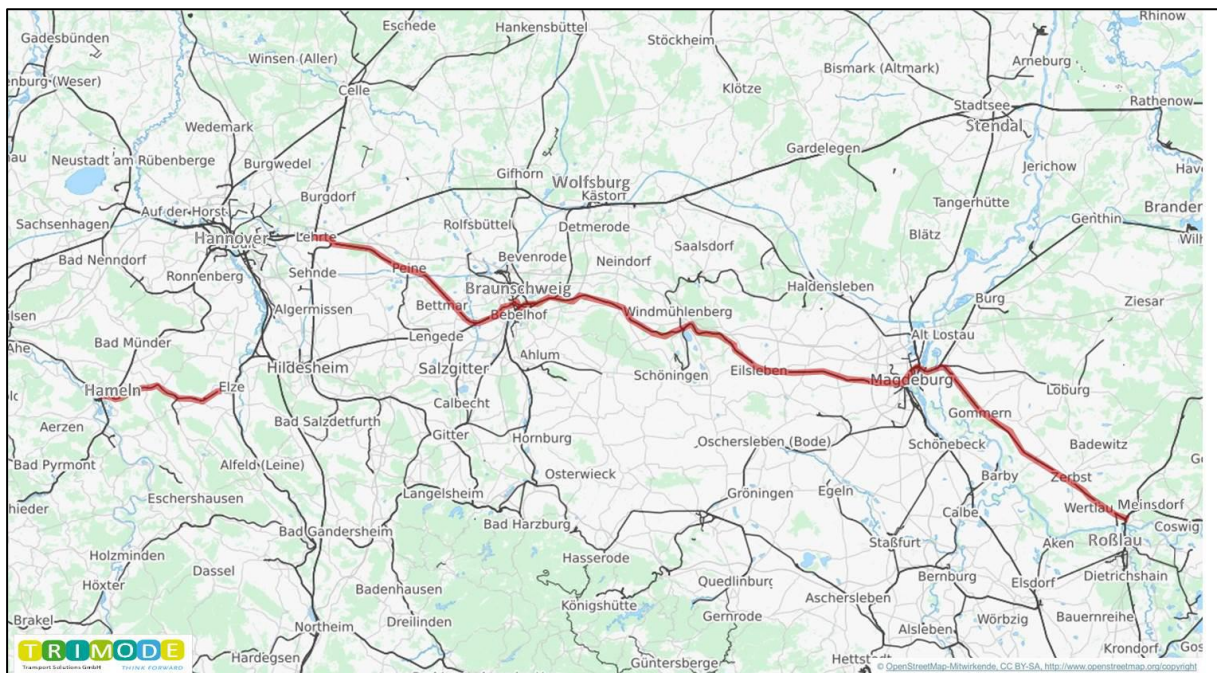 Gadesbünden
Eschede
Hankensbüttel
Stöckheim
Rhinow
Winsen (Aller)
Bismark (Altmark)
Arneburg
enburg (Weser)
Celle
Klötze
Stadtsee
Rathenow
Wedemark
Stendal
nau
Neustadt am Rübenberge
Burgwedel
Gardelegen
Gifhorn
Wolfsburg
Jerichow
Kästorf
Burgdorf
Tangerhütte
Sachsenhagen
Auf der Horst
Rolfsbüttel
Detmerode
Genthin
Brander
Hannover
Lehrte
Blätz
Bad Nenndorf
Bevenrode
Saalsdorf
Ronnenberg
Sehnde
Peine
Neindorf
Braunschweig
Haldensleben
Burg
Ziesar
Algermissen
Bettmar
Bebelhof
Windmühlenberg
Alt Lostau
Bad Münder
Lengede
Hildesheim
Ahlum
Salzgitter
Schöningen
Eilsleben
Magdeburg
Hameln
Elze
Loburg
Calbecht
Gommern
Aerzen
Bad Salzdetfurth
Gitter
Hornburg
Oschersleben (Bode)
Schönebeck
Badewitz
Bad Pyrmont
Alfeld (Leine)
Osterwieck
Barby
Zerbst
Egeln
Eschershausen
Langelsheim
Gröningen
Wertlau
Meinsdorf
Calbe
Coswig
Bad Harzburg
Bad Gandersheim
Staßfurt
Aken
Roßlau
Holzminden
Hasserode
Dassel
Bernburg
Elsdorf
Dietrichshain
Höxter
Badenhausen
Quedlinburg
Königshütte
Aschersleben
Brakel
Dreilinden
Gernrode
Wörbzig
Bauernreihe
Northeim
Alsleben
Krondorf
Hardegsen
Güntersberge
Hettstedt
TRIMODE
Transport Solutions GmbH THINK FORWARD
© OpenStreetMap-Mitwirkende, CC BY-SA, http://www.openstreetmap.org/copyright